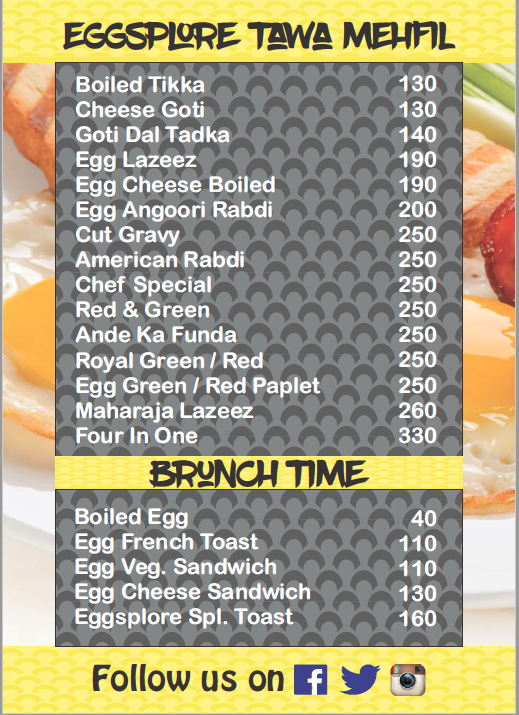 EGGSPLORE TAWA MEHFIL
Boiled Tikka 130
Cheese Goti 130
Goti Dal Tadka 140
Egg Lazeez 190
Egg Cheese Boiled 190
Egg Angoori Rabdi 200
Cut Gravy 250
American Rabdi 250
Chef Special 250
Red & Green 250
Ande Ka Funda 250
Royal Green / Red 250
Egg Green / Red Paplet 250
Maharaja Lazeez 260
Four In One 330
BRUNCH TIME
Boiled Egg 40
Egg French Toast 110
Egg Veg. Sandwich 110
Egg Cheese Sandwich 130
Eggsplore Spl. Toast 160
Follow us on